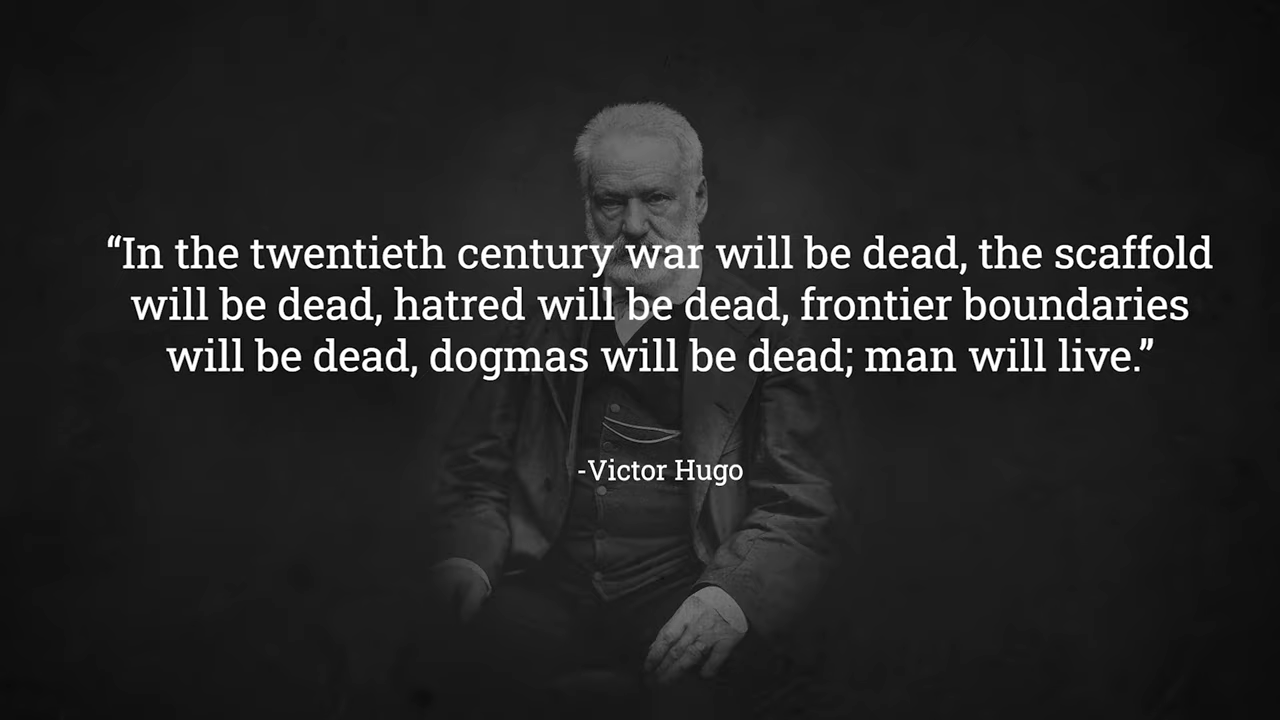 “In the twentieth century war will be dead, the scaffold
will be dead, hatred will be dead, frontier boundaries
will be dead, dogmas will be dead; man will live.”
-Victor Hugo